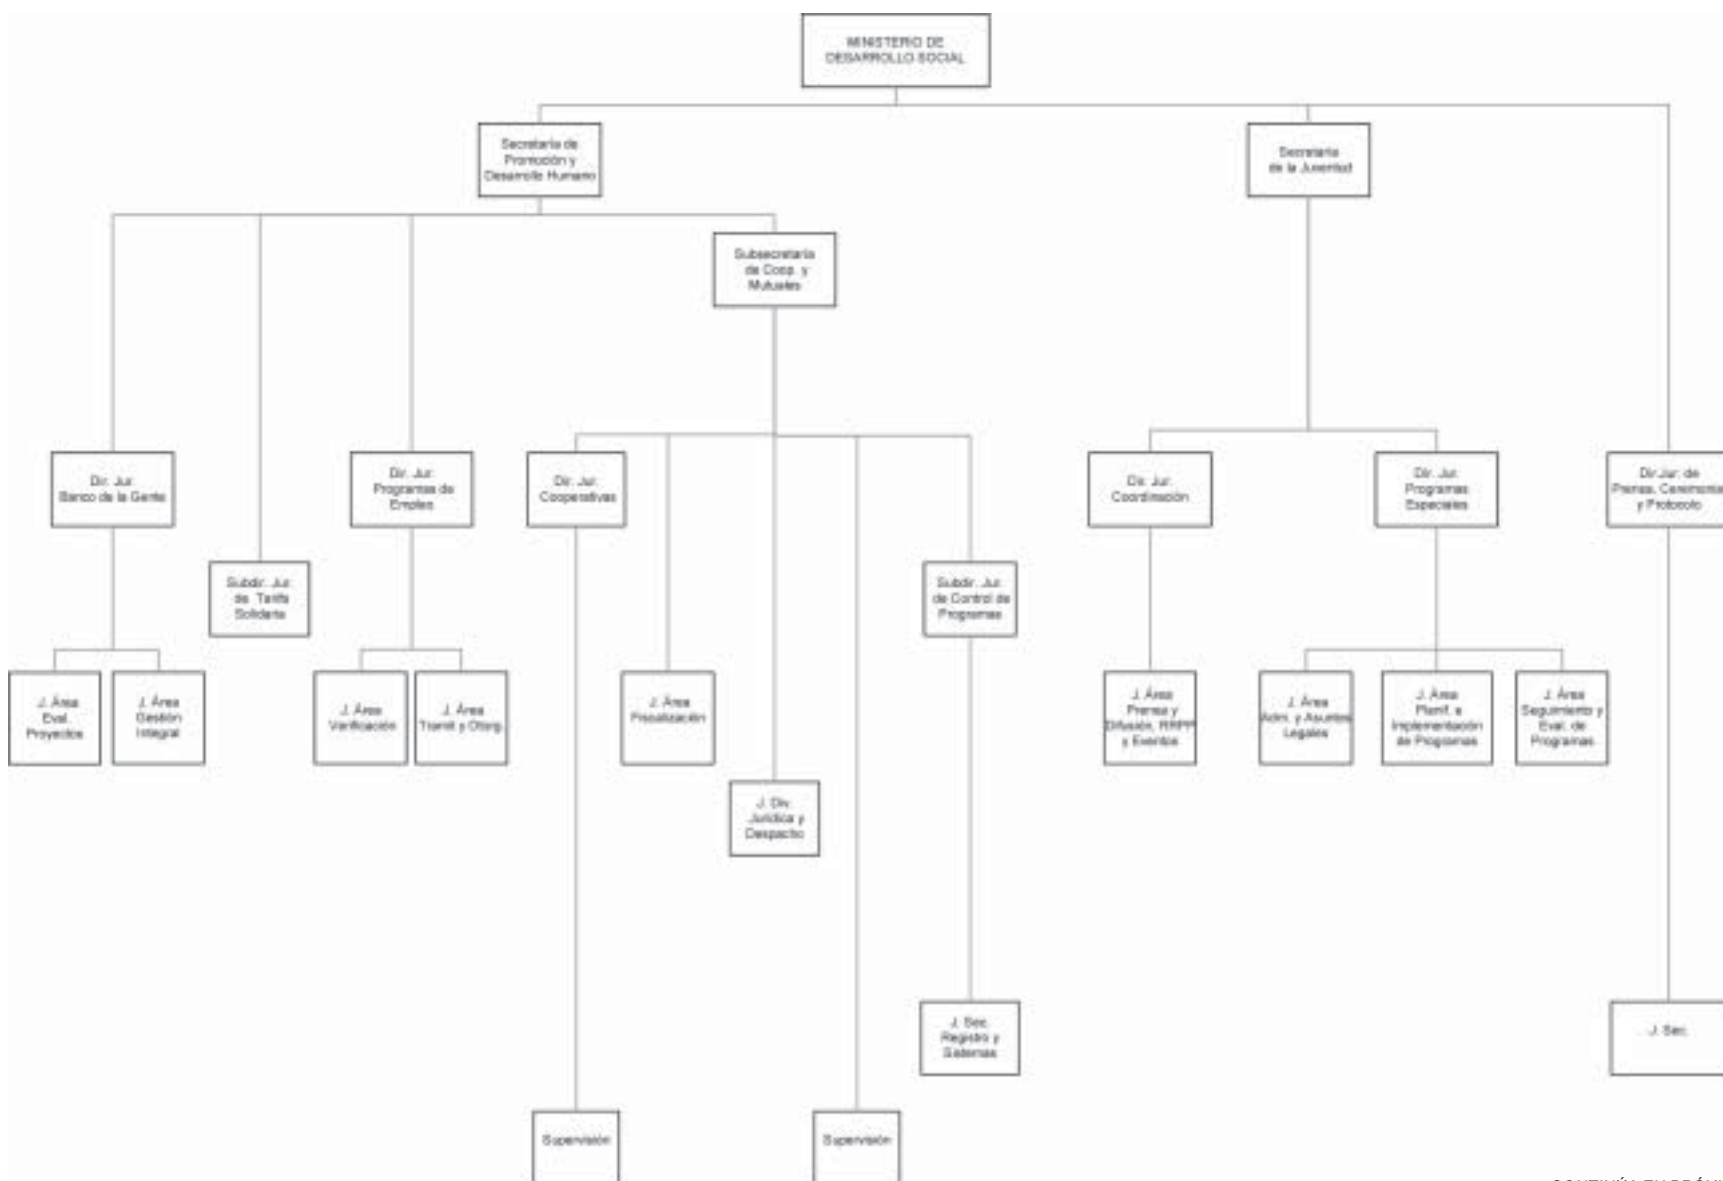 MINISTERIO DE
DESARROLLO SOCIAL
Secretaría de
Promoción y
Desarrollo Humano
Secretaría
de la Juventud
Subsecretaría
de Coop. y
Mutuales
Dir. Jur.
Banco de la Gente
Dir. Jur.
Programas de
Empleo
Dir. Jur.
Cooperativas
Dir. Jur.
Coordinación
Dir. Jur.
Programas
Especiales
Dir.Jur. de
Prensa, Ceremonial
y Protocolo
Subdir. Jur.
de Tarifa
Solidaria
Subdir. Jur.
de Control de
Programas
J. Área
Eval.
Proyectos
J. Área
Gestión
Integral
J. Área
Verificación
J. Área
Tramit y Otorg.
J. Área
Fiscalización
J. Área
Prensa y
Difusión, RRPP
y Eventos
J. Área
Adm. y Asuntos
Legales
J. Área
Planif. e
Implementación
de Programas
J. Área
Seguimiento y
Eval. de
Programas
J. Div.
Jurídica y
Despacho
J. Sec.
Registro y
Sistemas
J. Sec.
Supervisión
Supervisión